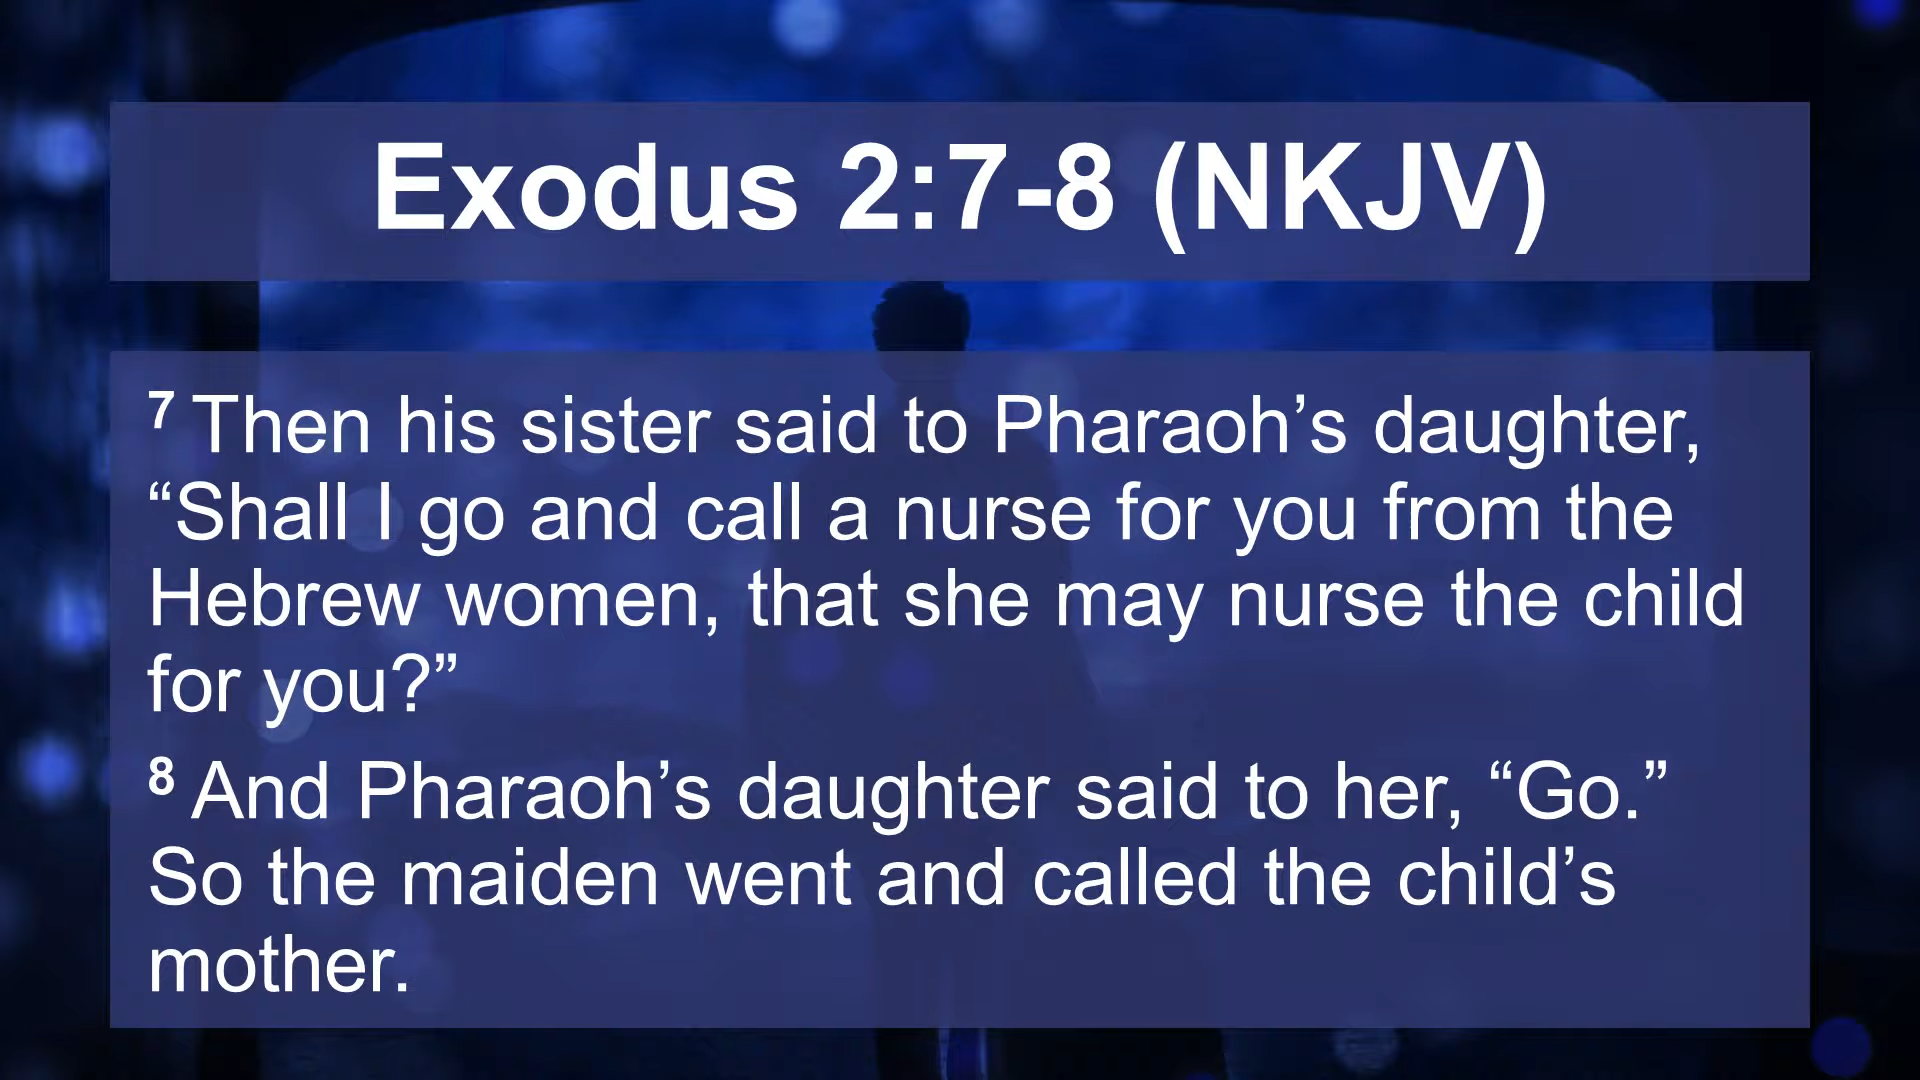 Exodus 2:7-8 (NKJV)
7 Then his sister said to Pharaoh’s daughter,
“Shall I go and call a nurse for you from the
Hebrew women, that she may nurse the child
for you?”
8 And Pharaoh’s daughter said to her, “Go.”
So the maiden went and called the child’s
mother.